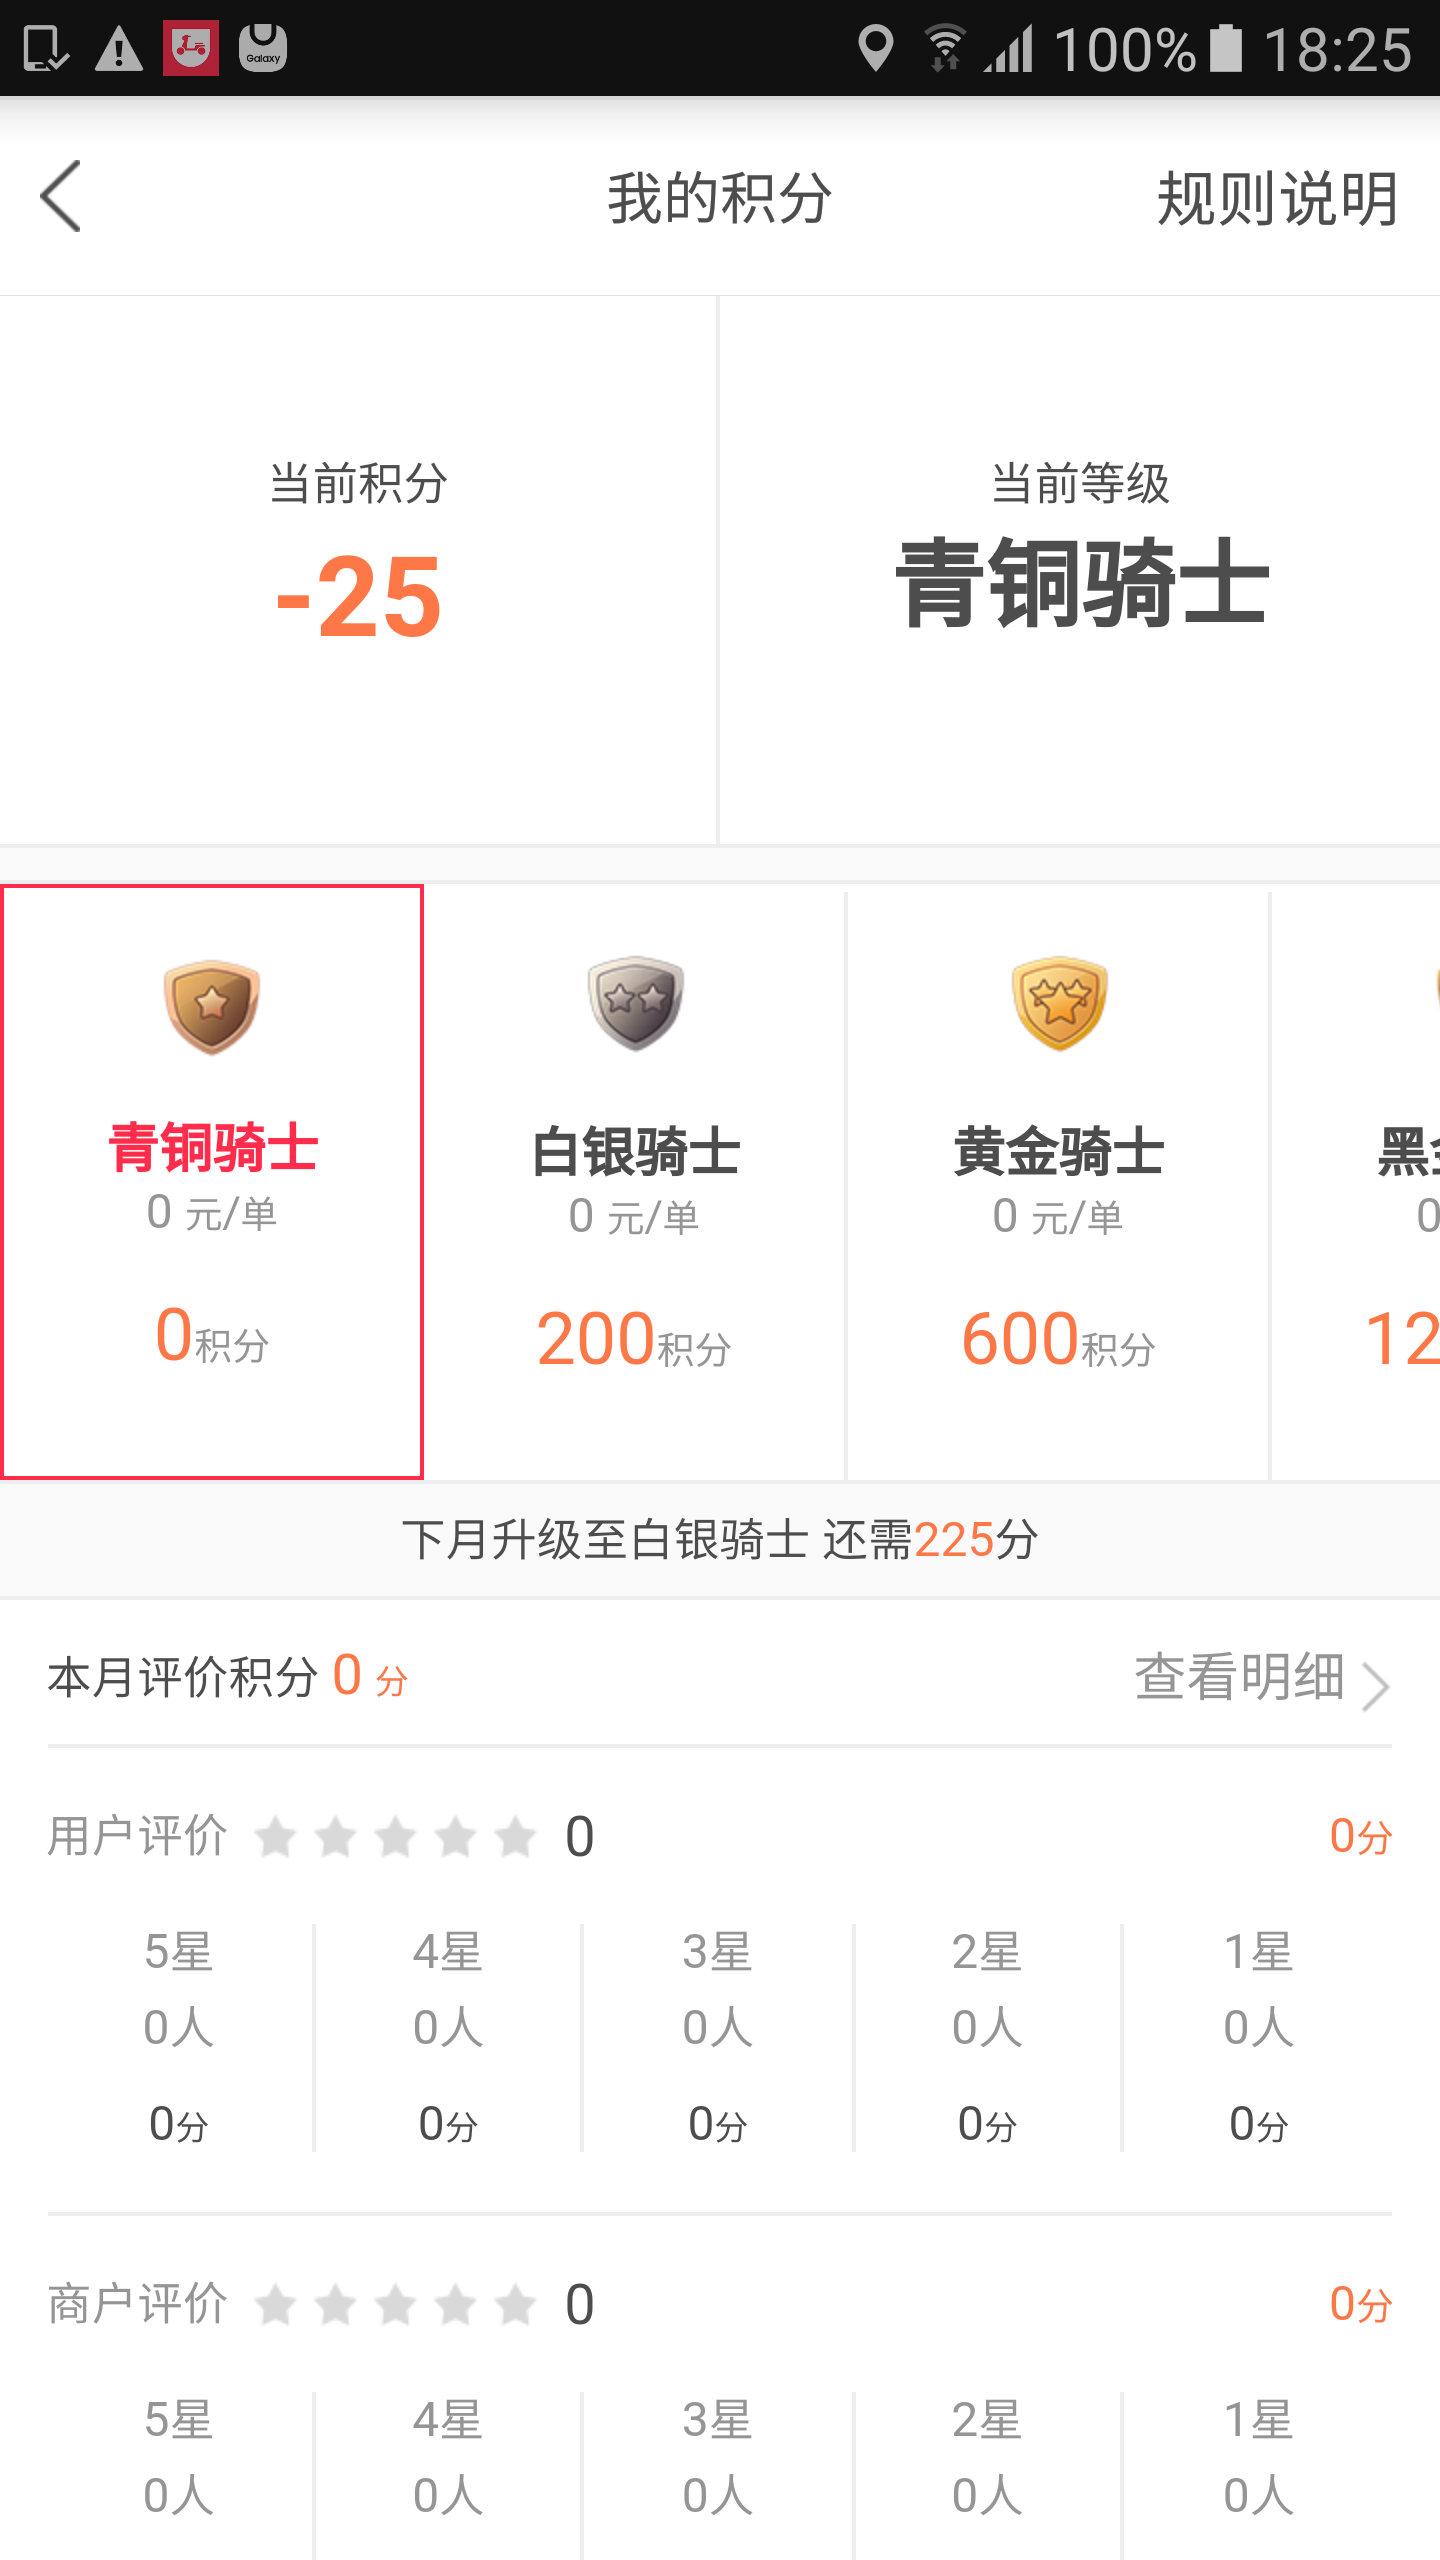 Galaxy
100% 18:25
我的积分 规则说明
当前积分 当前等级
-25 青铜骑士
青铜骑士 白银骑士 黄金骑士 黑
0 元/单 0 元/单 0 元/单 0
0积分 200积分 600积分 12
下月升级至白银骑士 还需225分
本月评价积分 0 分 查看明细
用户评价 0 0分
5星 4星 3星 2星 1星
0人 0人 0人 0人 0人
0分 0分 0分 0分 0分
商户评价 0 0分
5星 4星 3星 2星 1星
0人 0人 0人 0人 0人